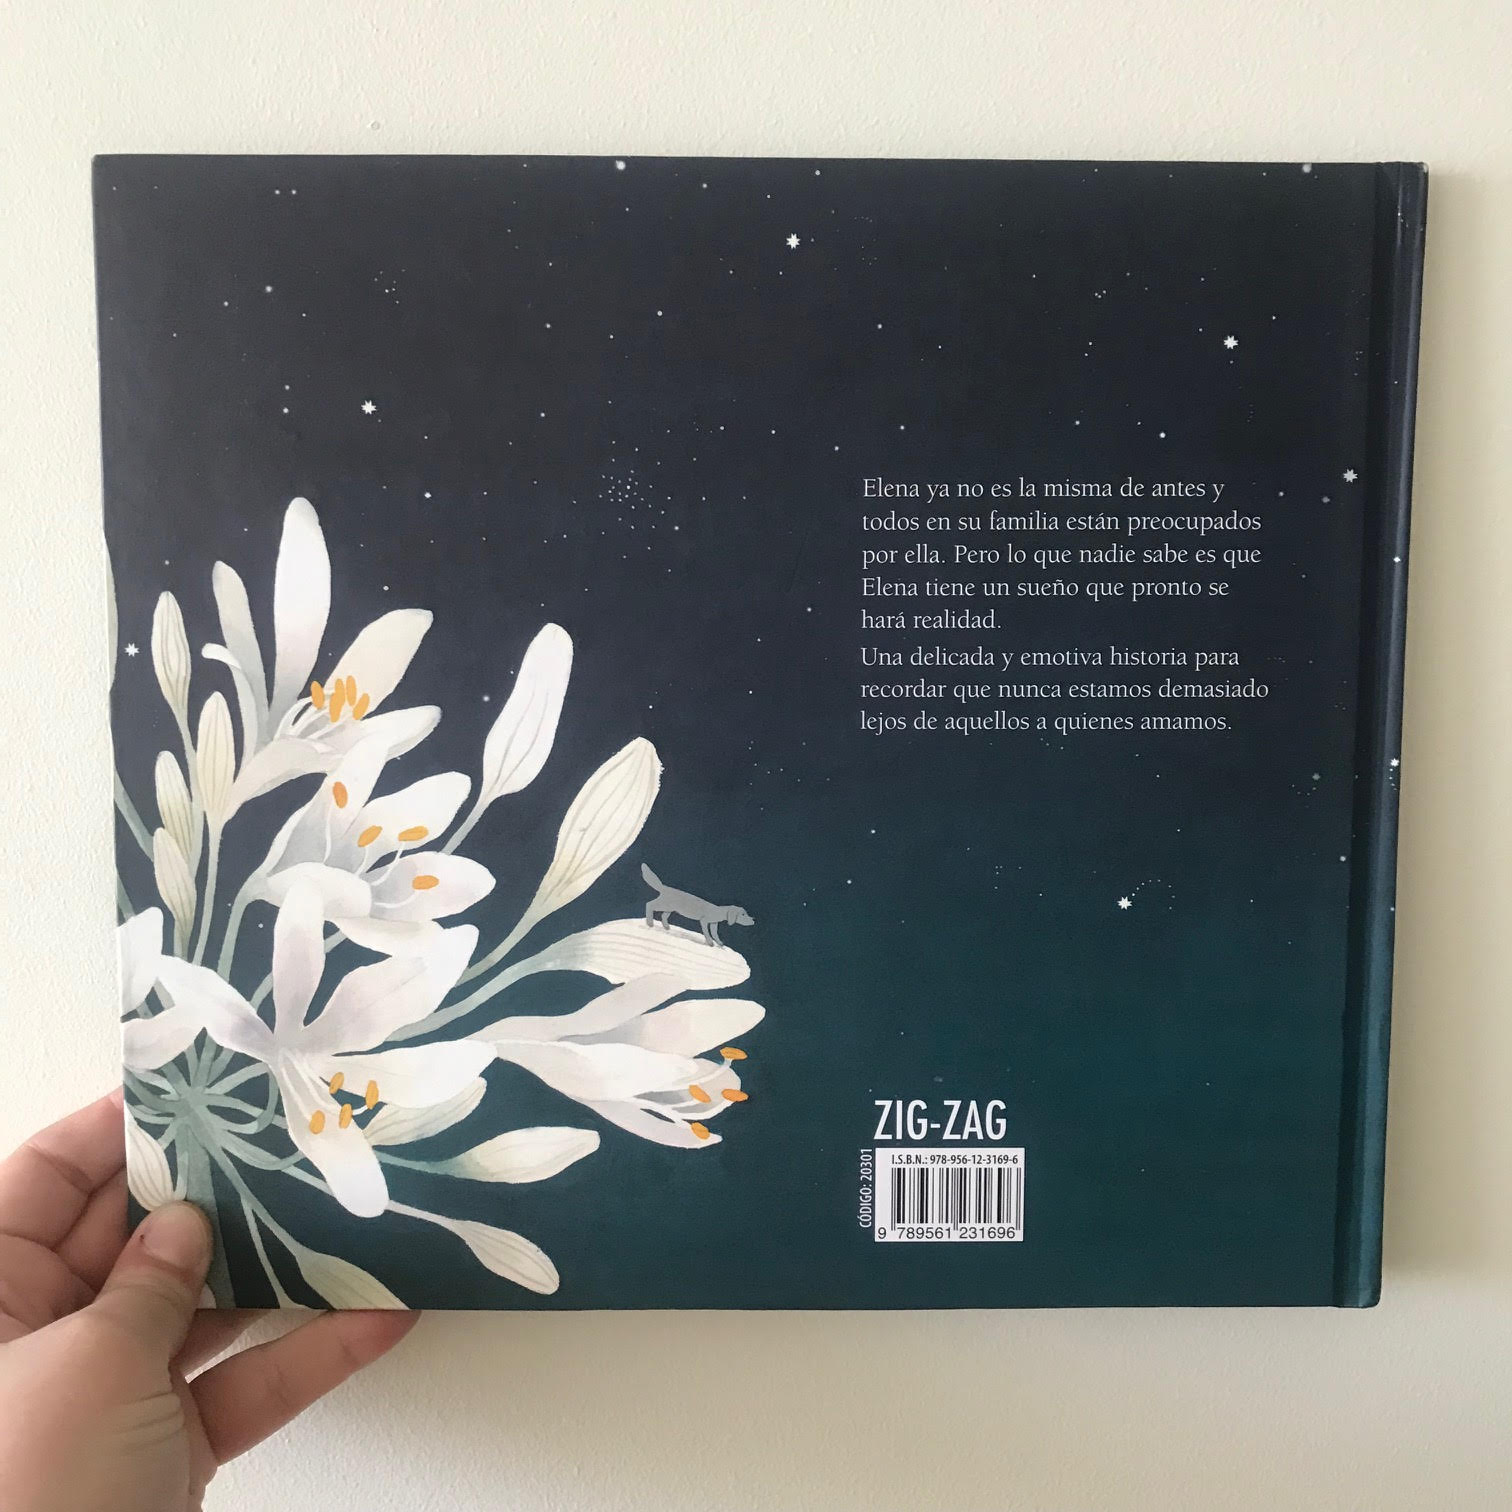 Elena ya no es la misma de antes y
todos en su familia están preocupados
por ella. Pero lo que nadie sabe es que
Elena tiene un sueño que pronto se
hará realidad.
Una delicada y emotiva historia para
recordar que nunca estamos demasiado
lejos de aquellos a quienes amamos.
ZIG-ZAG
CÓDIGO: 20301
I.S.B.N.: 978-956-12-3169-6
9 789561 231696